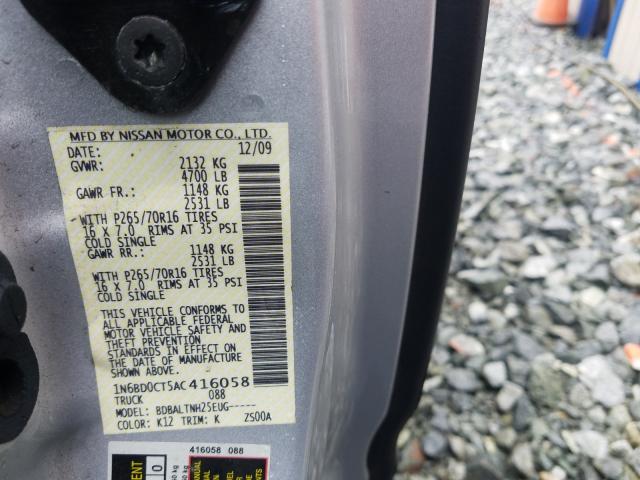 MFD BY NISSAN MOTOR CO., LTD.
DATE: 12/09
GVWR: 2132 KG
4700 LB
GAWR FR.: 1148 KG
2531 LB
WITH P265/70R16 TIRES
16 X 7.0 RIMS AT 35 PSI
COLD SINGLE
GAWR RR.: 1148 KG
2531 LB
WITH P265/70R16 TIRES
16 X 7.0 RIMS AT 35 PSI
COLD SINGLE
THIS VEHICLE CONFORMS TO
ALL APPLICABLE FEDERAL
MOTOR VEHICLE SAFETY AND
THEFT PREVENTION
STANDARDS IN EFFECT ON
THE DATE OF MANUFACTURE
SHOWN ABOVE.
1N6BD0CT5AC416058
TRUCK 088
MODEL: BDBALTNH25EUG-----
COLOR: K12 TRIM: K ZS00A
416058 088